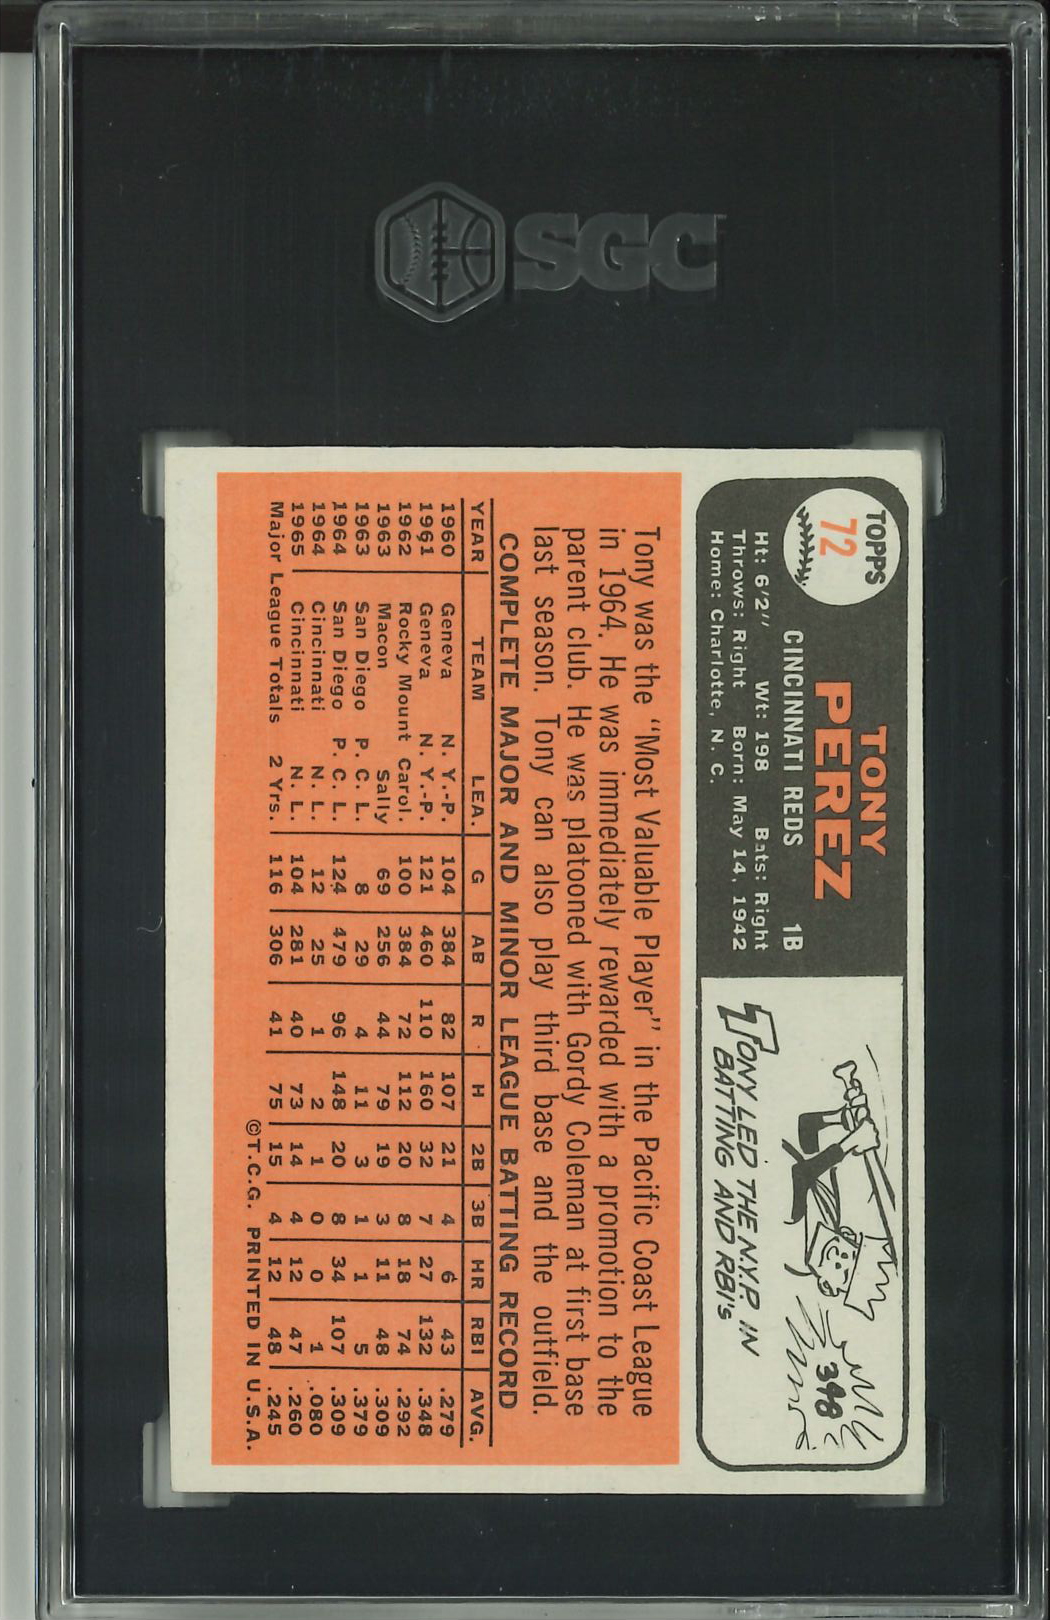 SGC
TOPPS
72
TONY
PEREZ
CINCINNATI REDS 1B
Ht: 6'2" Wt: 198 Bats: Right
Throws: Right Born: May 14, 1942
Home: Charlotte, N. C.
348
TONY LED THE N.Y.P. IN
BATTING AND RBI's
Tony was the "Most Valuable Player" in the Pacific Coast League
in 1964. He was immediately rewarded with a promotion to the
parent club. He was platooned with Gordy Coleman at first base
last season. Tony can also play third base and the outfield.
COMPLETE MAJOR AND MINOR LEAGUE BATTING RECORD
YEAR TEAM LEA. G AB R H 2B 3B HR RBI AVG.
1960 Geneva N. Y.-P. 104 384 82 107 21 4 6 43 .279
1961 Geneva N. Y.-P. 121 460 110 160 32 7 27 132 .348
1962 Rocky Mount Carol. 100 384 72 112 20 8 18 74 .292
1963 Macon Sally 69 256 44 79 19 3 11 48 .309
1963 San Diego P. C. L. 8 29 4 11 3 1 1 5 .379
1964 San Diego P. C. L. 124 479 96 148 20 8 34 107 .309
1964 Cincinnati N. L. 12 25 1 2 1 0 0 1 .080
1965 Cincinnati N. L. 104 281 40 73 14 4 12 47 .260
Major League Totals 2 Yrs. 116 306 41 75 15 4 12 48 .245
©T.C.G. PRINTED IN U.S.A.